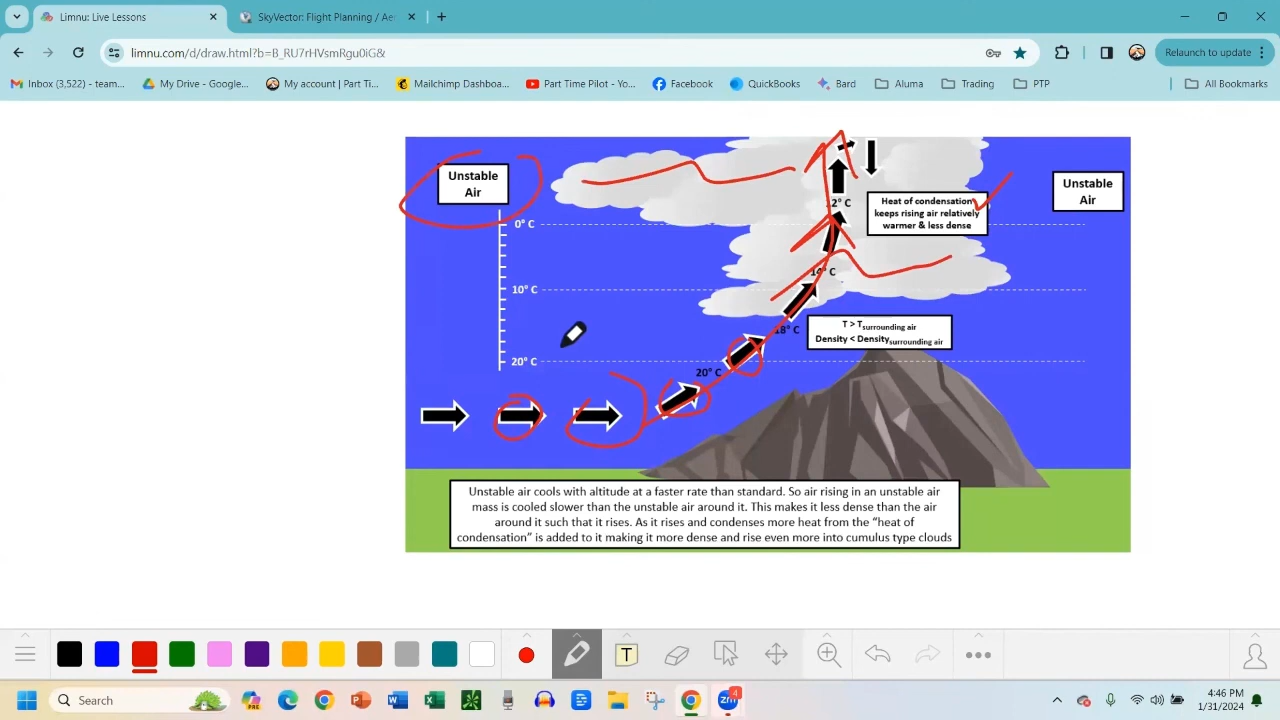 Limnu: Live Lessons
SkyVector: Flight Planning / Aer
limnu.com/d/draw.html?b=B_RU7rHVsmRgu0iG&
Relaunch to update
Inbox (3,522) - team...
My Drive - Google...
My account | Part Ti...
Mailchimp Dashboa...
Part Time Pilot - Yo...
Facebook
QuickBooks
Bard
Aluma
Trading
PTP
All Bookmarks
Unstable
Air
Unstable
Air
Heat of condensation
keeps rising air relatively
warmer & less dense
12° C
0° C
14° C
10° C
18° C
T > Tsurrounding air
Density < Densitysurrounding air
20° C
20° C
Unstable air cools with altitude at a faster rate than standard. So air rising in an unstable air
mass is cooled slower than the unstable air around it. This makes it less dense than the air
around it such that it rises. As it rises and condenses more heat from the “heat of
condensation” is added to it making it more dense and rise even more into cumulus type clouds
T
Search
4
4:46 PM
1/31/2024